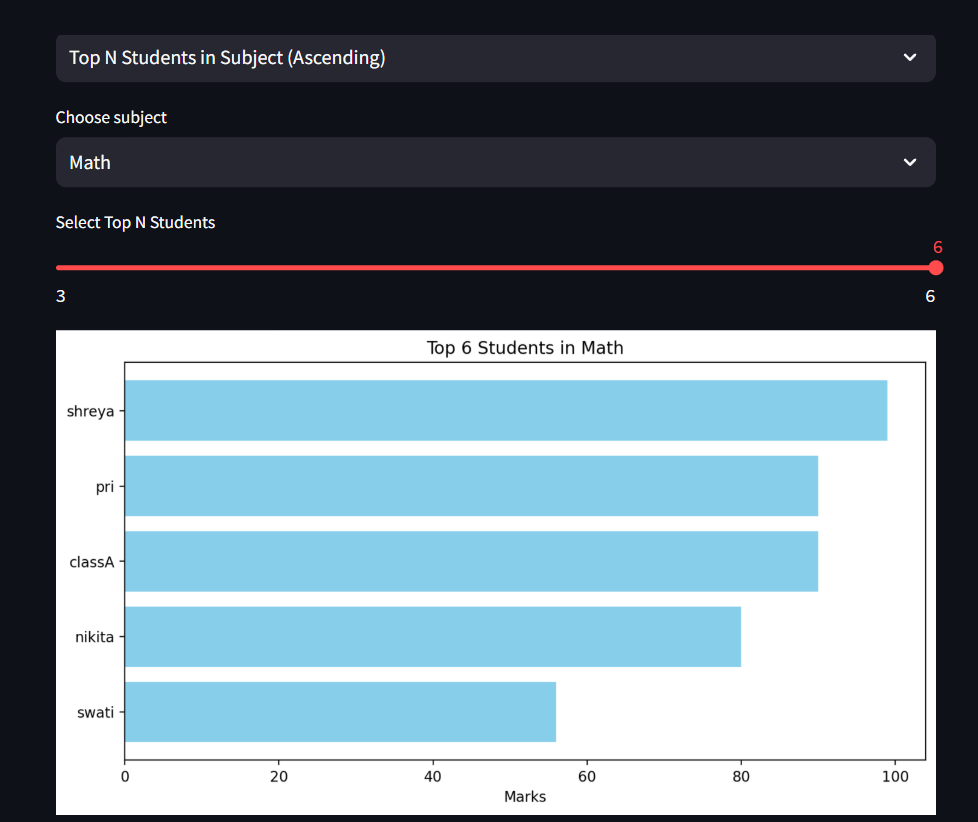 Top N Students in Subject (Ascending)
Choose subject
Math
Select Top N Students
6
3 6
Top 6 Students in Math
shreya
pri
classA
nikita
swati
0 20 40 60 80 100
Marks